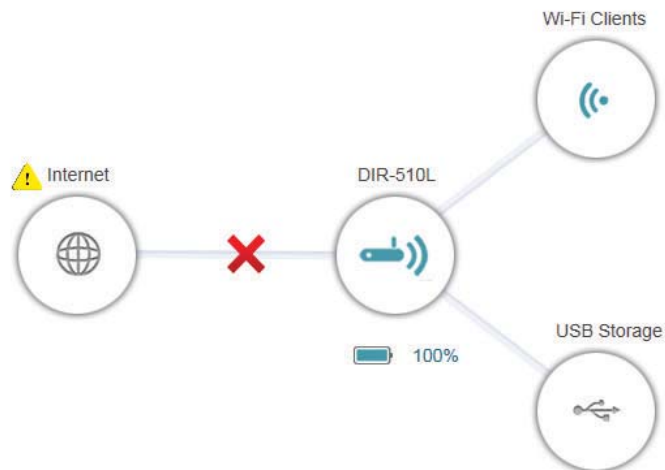 Wi-Fi Clients
Internet
DIR-510L
100%
USB Storage